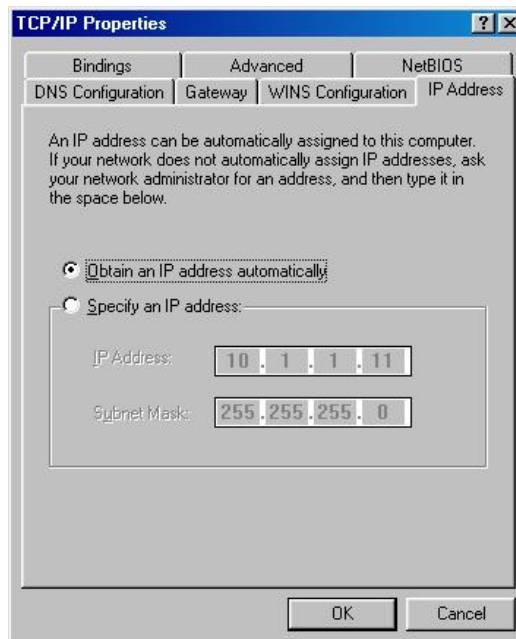 TCP/IP Properties
Bindings Advanced NetBIOS
DNS Configuration Gateway WINS Configuration IP Address
An IP address can be automatically assigned to this computer.
If your network does not automatically assign IP addresses, ask
your network administrator for an address, and then type it in
the space below.
Obtain an IP address automatically
Specify an IP address:
IP Address: 10 . 1 . 1 . 11
Subnet Mask: 255 . 255 . 255 . 0
OK Cancel